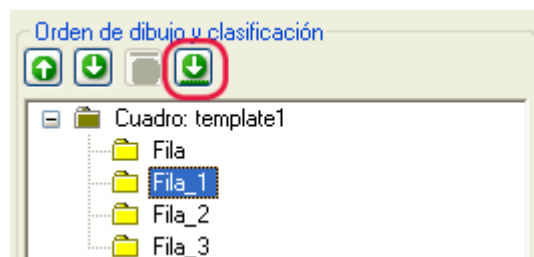 Orden de dibujo y clasificación
Cuadro: template1
Fila
Fila_1
Fila_2
Fila_3